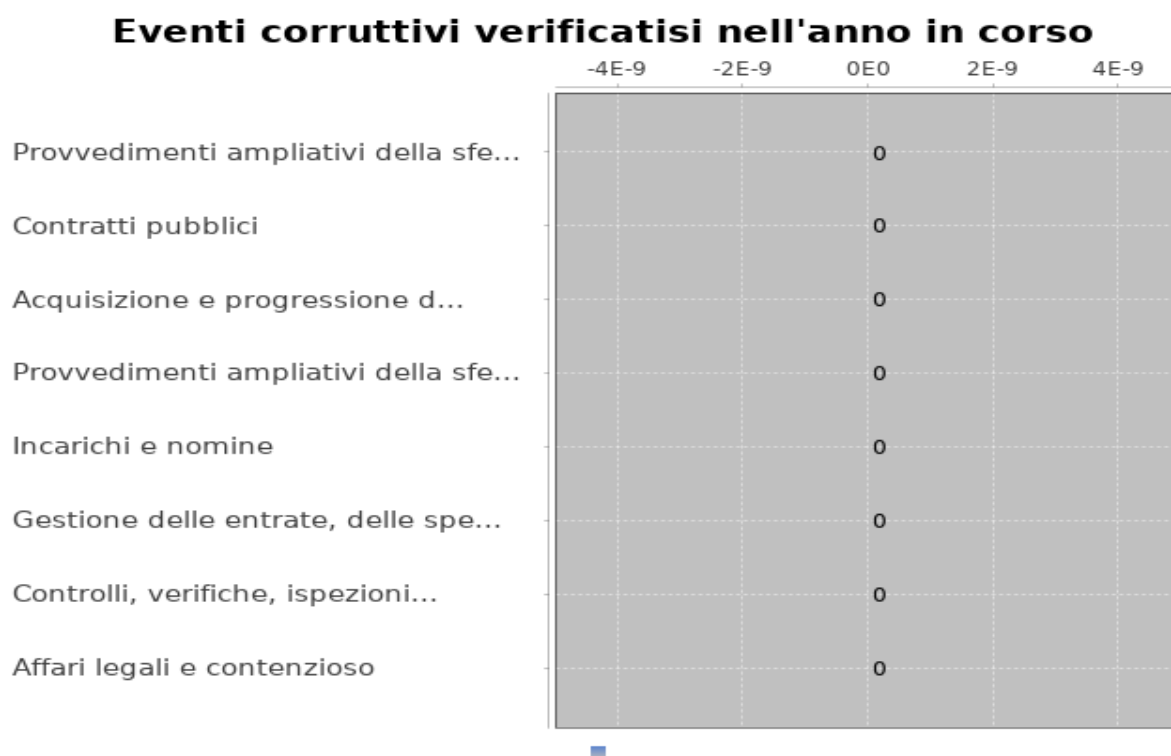 Eventi corruttivi verificatisi nell'anno in corso
-4E-9 -2E-9 0E0 2E-9 4E-9
Provvedimenti ampliativi della sfe... 0
Contratti pubblici 0
Acquisizione e progressione d... 0
Provvedimenti ampliativi della sfe... 0
Incarichi e nomine 0
Gestione delle entrate, delle spe... 0
Controlli, verifiche, ispezioni... 0
Affari legali e contenzioso 0